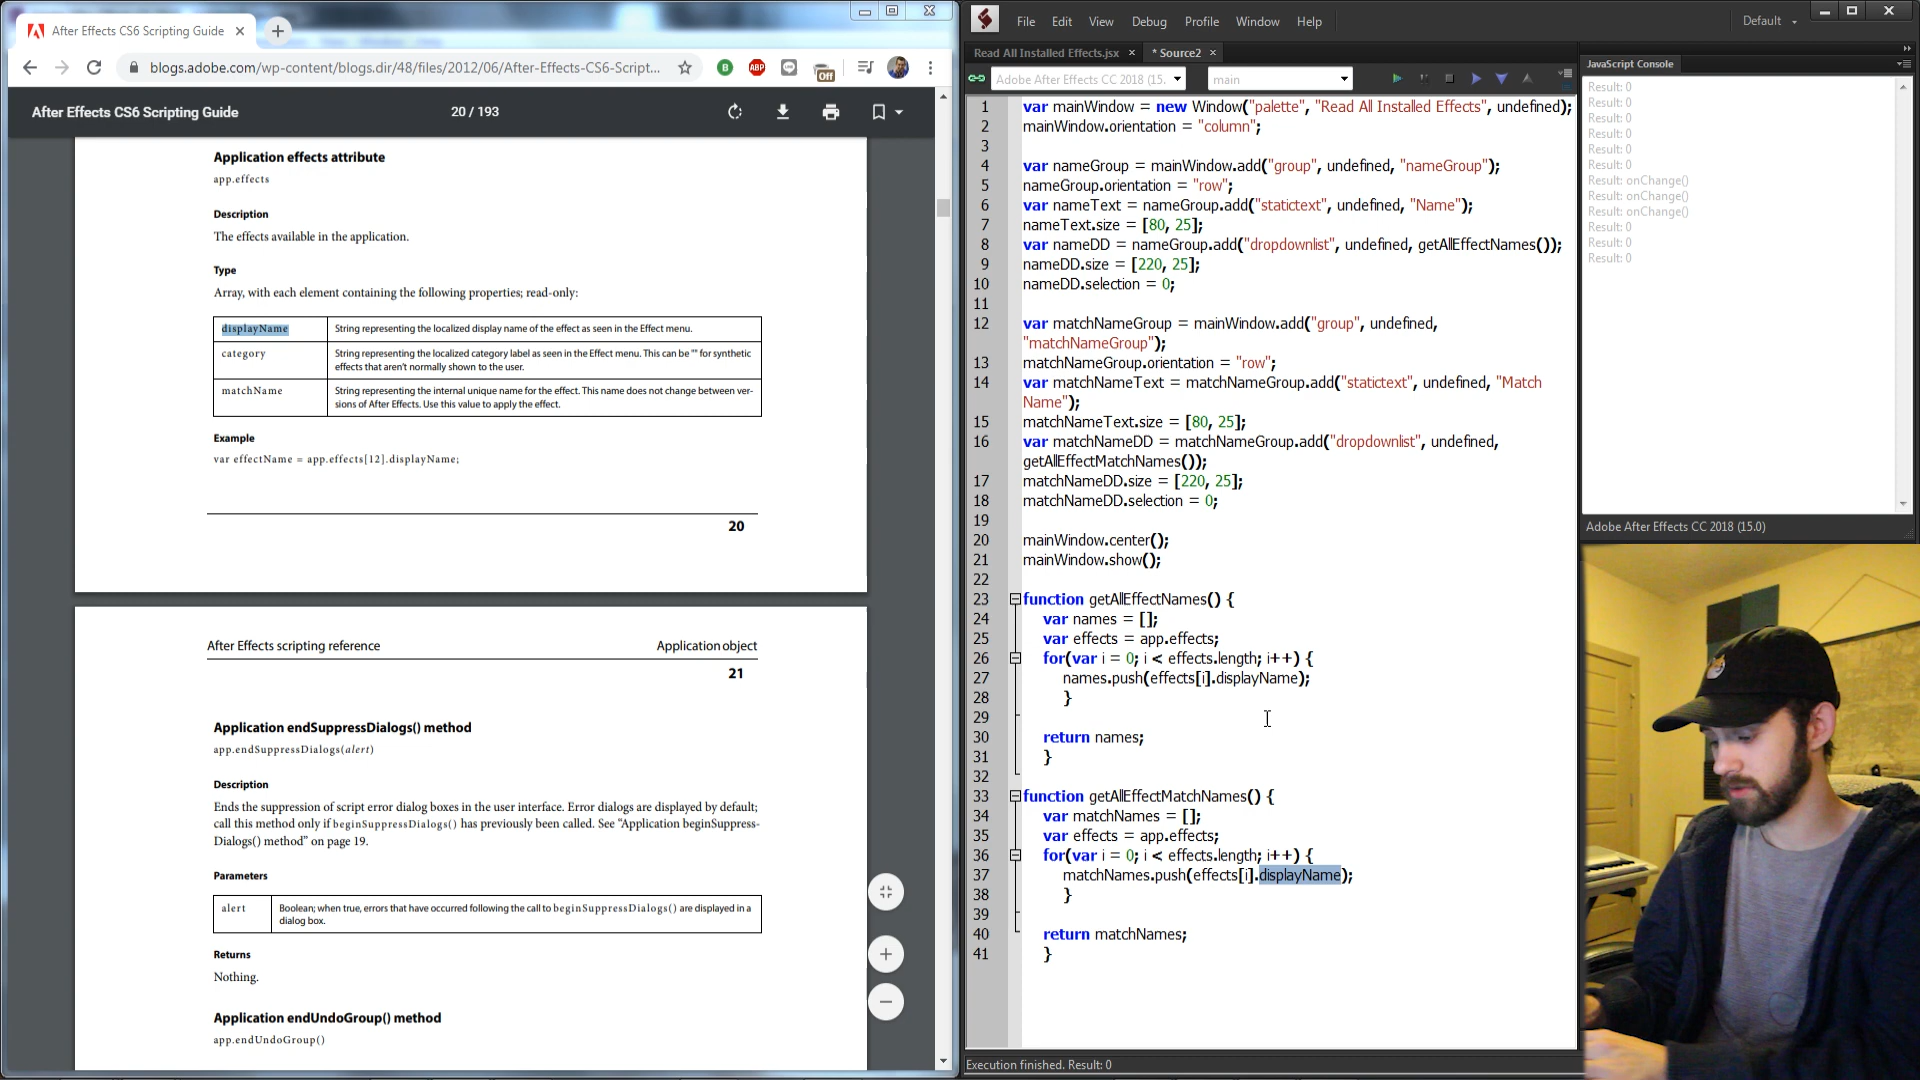 After Effects CS6 Scripting Guide
blogs.adobe.com/wp-content/blogs.dir/48/files/2012/06/After-Effects-CS6-Script...
ABP
Off
After Effects CS6 Scripting Guide
20 / 193
Application effects attribute
app.effects
Description
The effects available in the application.
Type
Array, with each element containing the following properties; read-only:
displayName
String representing the localized display name of the effect as seen in the Effect menu.
category
String representing the localized category label as seen in the Effect menu. This can be "" for synthetic
effects that aren't normally shown to the user.
matchName
String representing the internal unique name for the effect. This name does not change between ver-
sions of After Effects. Use this value to apply the effect.
Example
var effectName = app.effects[12].displayName;
20
After Effects scripting reference
Application object
21
Application endSuppressDialogs() method
app.endSuppressDialogs(alert)
Description
Ends the suppression of script error dialog boxes in the user interface. Error dialogs are displayed by default;
call this method only if beginSuppressDialogs() has previously been called. See “Application beginSuppress-
Dialogs() method” on page 19.
Parameters
alert
Boolean; when true, errors that have occurred following the call to beginSuppressDialogs() are displayed in a
dialog box.
Returns
Nothing.
Application endUndoGroup() method
app.endUndoGroup()
File Edit View Debug Profile Window Help
Default
Read All Installed Effects.jsx
* Source2
Adobe After Effects CC 2018 (15.
main
1 var mainWindow = new Window("palette", "Read All Installed Effects", undefined);
2 mainWindow.orientation = "column";
3
4 var nameGroup = mainWindow.add("group", undefined, "nameGroup");
5 nameGroup.orientation = "row";
6 var nameText = nameGroup.add("statictext", undefined, "Name");
7 nameText.size = [80, 25];
8 var nameDD = nameGroup.add("dropdownlist", undefined, getAllEffectNames());
9 nameDD.size = [220, 25];
10 nameDD.selection = 0;
11
12 var matchNameGroup = mainWindow.add("group", undefined,
"matchNameGroup");
13 matchNameGroup.orientation = "row";
14 var matchNameText = matchNameGroup.add("statictext", undefined, "Match
Name");
15 matchNameText.size = [80, 25];
16 var matchNameDD = matchNameGroup.add("dropdownlist", undefined,
getAllEffectMatchNames());
17 matchNameDD.size = [220, 25];
18 matchNameDD.selection = 0;
19
20 mainWindow.center();
21 mainWindow.show();
22
23 function getAllEffectNames() {
24 var names = [];
25 var effects = app.effects;
26 for(var i = 0; i < effects.length; i++) {
27 names.push(effects[i].displayName);
28 }
29
30 return names;
31 }
32
33 function getAllEffectMatchNames() {
34 var matchNames = [];
35 var effects = app.effects;
36 for(var i = 0; i < effects.length; i++) {
37 matchNames.push(effects[i].displayName);
38 }
39
40 return matchNames;
41 }
Execution finished. Result: 0
JavaScript Console
Result: 0
Result: 0
Result: 0
Result: 0
Result: 0
Result: 0
Result: onChange()
Result: onChange()
Result: onChange()
Result: 0
Result: 0
Result: 0
Adobe After Effects CC 2018 (15.0)